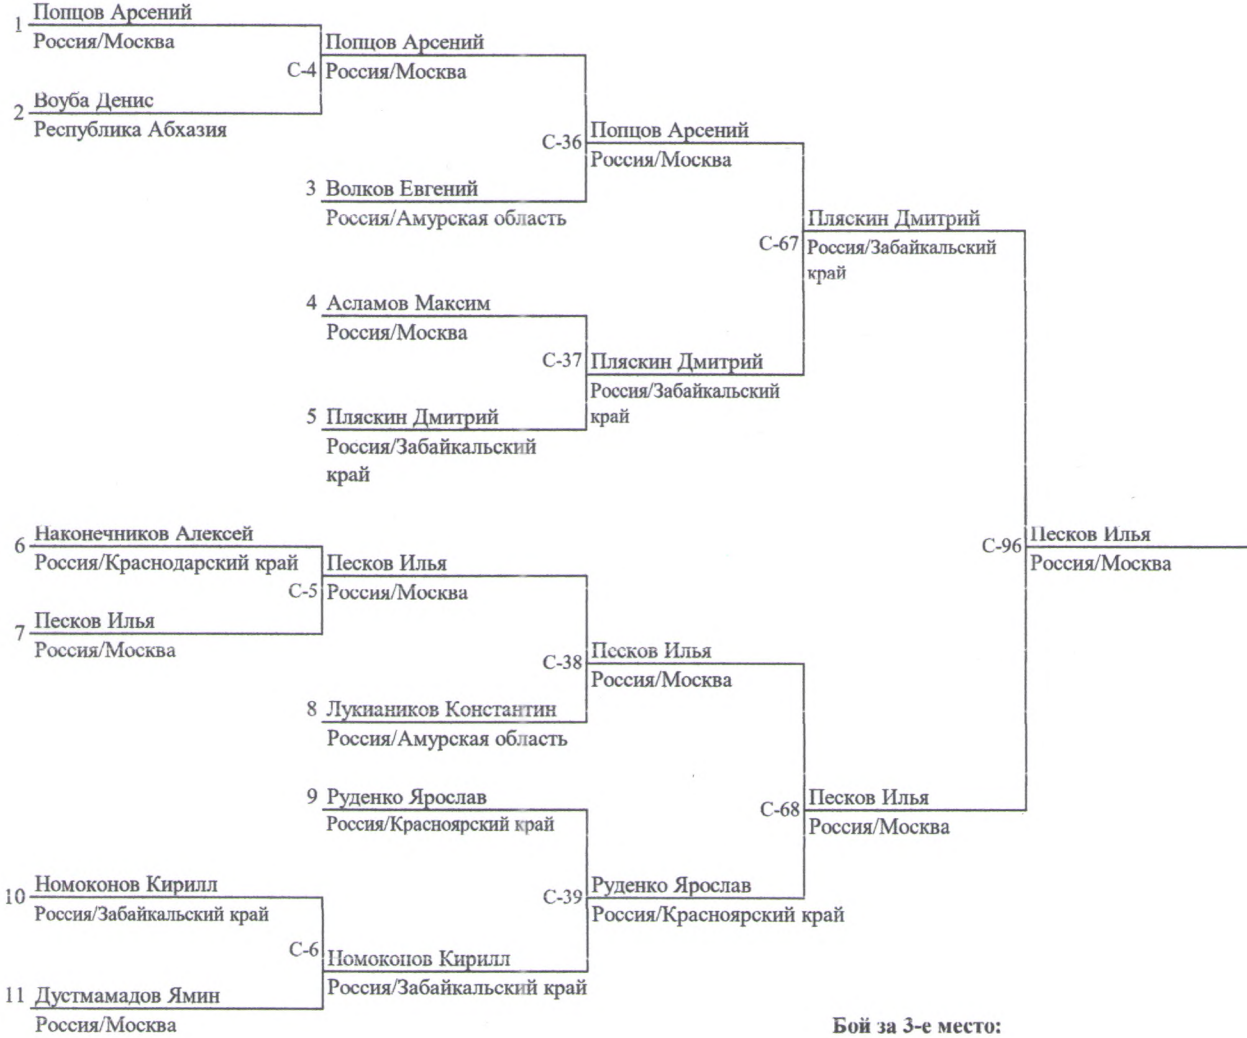 1 Попцов Арсений
Россия/Москва
2 Воуба Денис
Республика Абхазия
С-4 Попцов Арсений
Россия/Москва
3 Волков Евгений
Россия/Амурская область
С-36 Попцов Арсений
Россия/Москва
4 Асламов Максим
Россия/Москва
5 Пляскин Дмитрий
Россия/Забайкальский
край
С-37 Пляскин Дмитрий
Россия/Забайкальский
край
С-67 Пляскин Дмитрий
Россия/Забайкальский
край
6 Наконечников Алексей
Россия/Краснодарский край
7 Песков Илья
Россия/Москва
С-5 Песков Илья
Россия/Москва
8 Лукиаников Константин
Россия/Амурская область
С-38 Песков Илья
Россия/Москва
9 Руденко Ярослав
Россия/Красноярский край
10 Номоконов Кирилл
Россия/Забайкальский край
11 Дустмамадов Ямин
Россия/Москва
С-6 Номоконов Кирилл
Россия/Забайкальский край
С-39 Руденко Ярослав
Россия/Красноярский край
С-68 Песков Илья
Россия/Москва
С-96 Песков Илья
Россия/Москва
Бой за 3-е место: